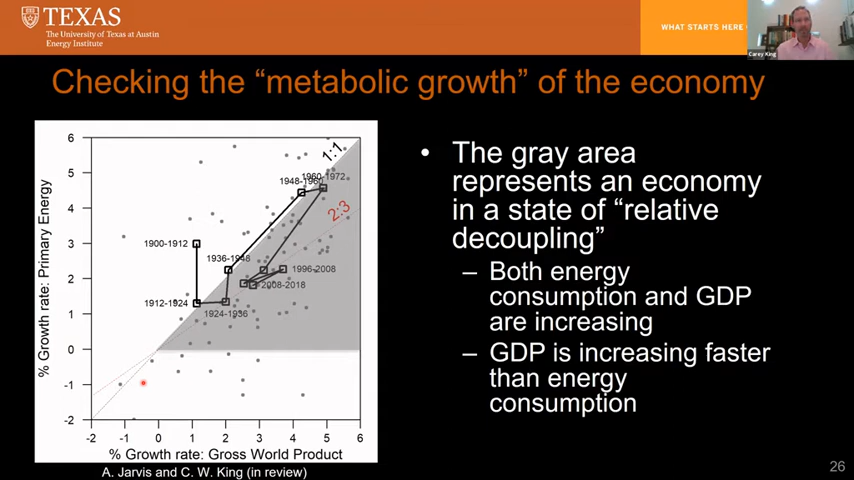 TEXAS
The University of Texas at Austin
Energy Institute
WHAT STARTS HERE
Carey King
Checking the “metabolic growth” of the economy
6
5
4
3
2
1
0
-1
-2
% Growth rate: Primary Energy
1:1
2:3
1960-1972
1948-1960
1900-1912
1936-1948
1996-2008
2008-2018
1912-1924
1924-1936
-2 -1 0 1 2 3 4 5 6
% Growth rate: Gross World Product
A. Jarvis and C. W. King (in review)
• The gray area
represents an economy
in a state of “relative
decoupling”
– Both energy
consumption and GDP
are increasing
– GDP is increasing faster
than energy
consumption
26